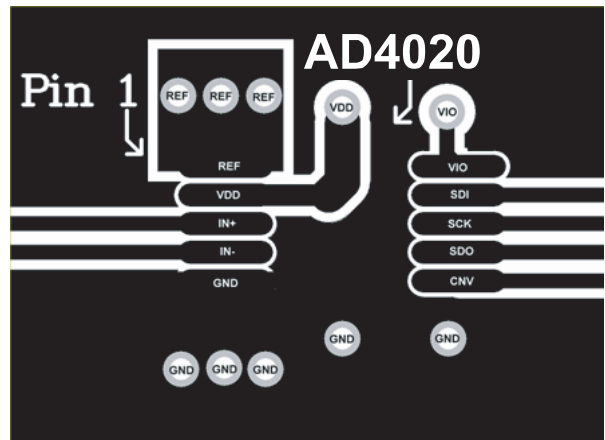 AD4020
Pin 1
REF REF REF
VDD
VIO
REF
VDD
IN+
IN-
GND
VIO
SDI
SCK
SDO
CNV
GND
GND
GND GND GND